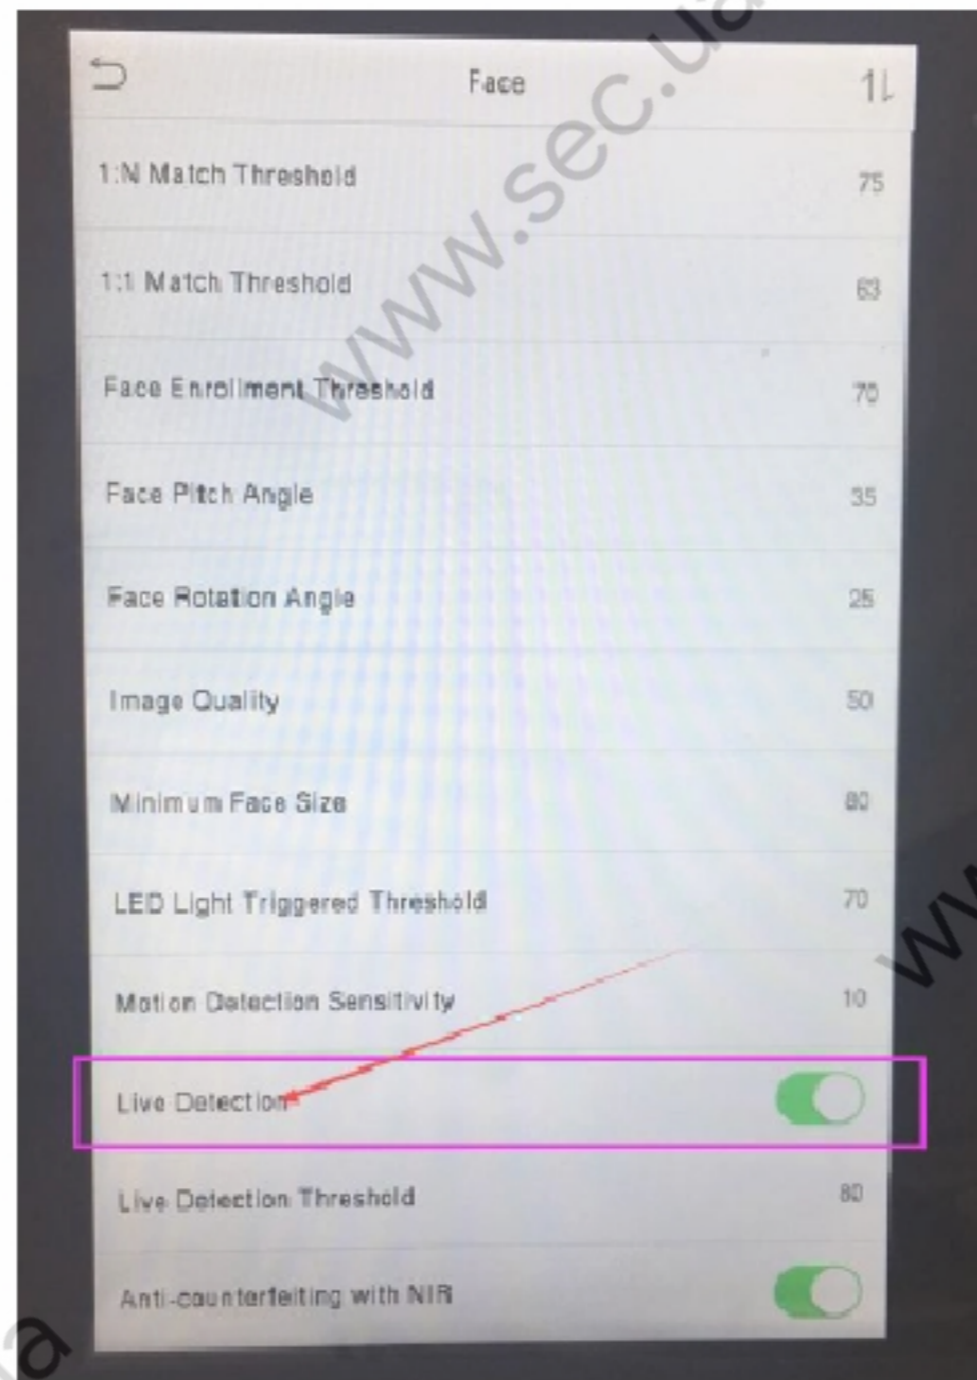 Face
1:N Match Threshold 75
1:1 Match Threshold 63
Face Enrollment Threshold 70
Face Pitch Angle 35
Face Rotation Angle 25
Image Quality 50
Minimum Face Size 80
LED Light Triggered Threshold 70
Motion Detection Sensitivity 10
Live Detection
Live Detection Threshold 80
Anti-counterfeiting with NIR
www.sec.ua